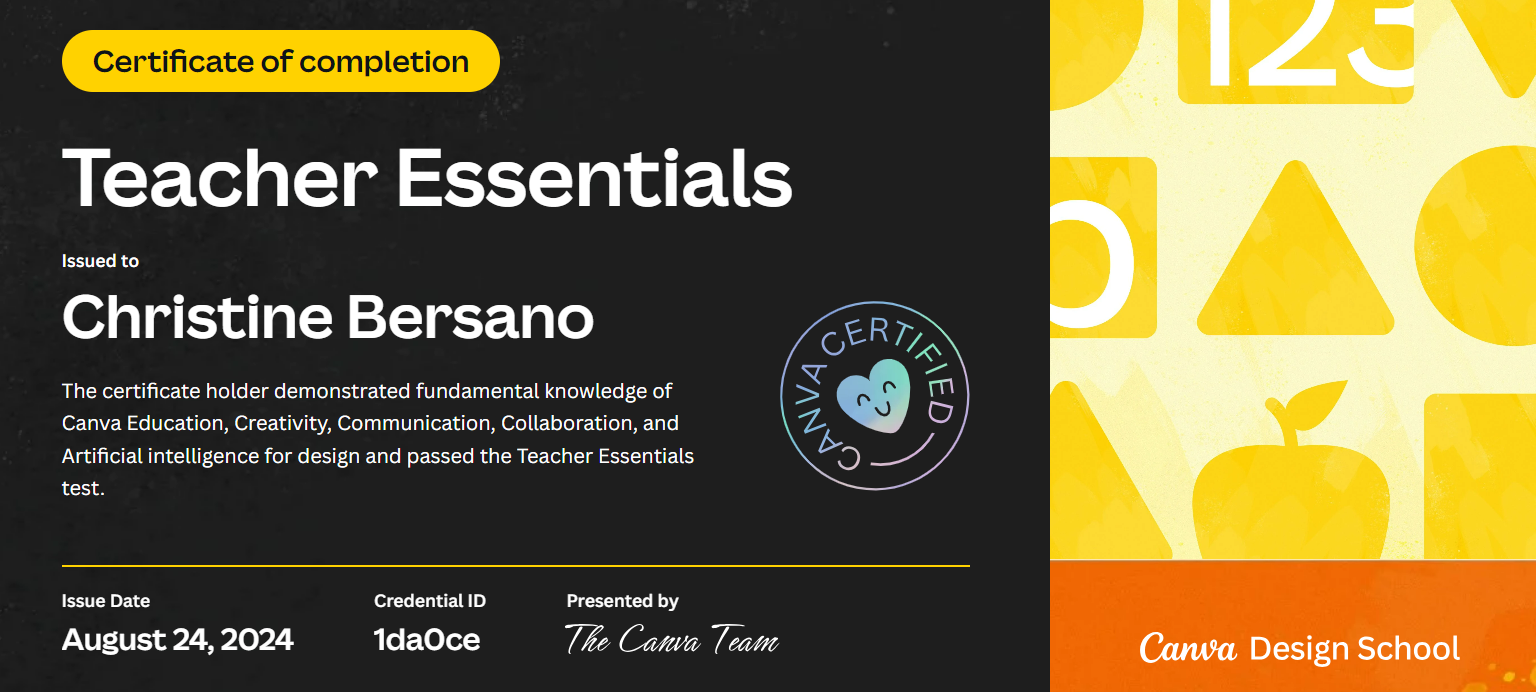 Certificate of completion
Teacher Essentials
Issued to
Christine Bersano
The certificate holder demonstrated fundamental knowledge of
Canva Education, Creativity, Communication, Collaboration, and
Artificial intelligence for design and passed the Teacher Essentials
test.
CANVA CERTIFIED
Issue Date
August 24, 2024
Credential ID
1da0ce
Presented by
The Canva Team
123
0
Canva Design School